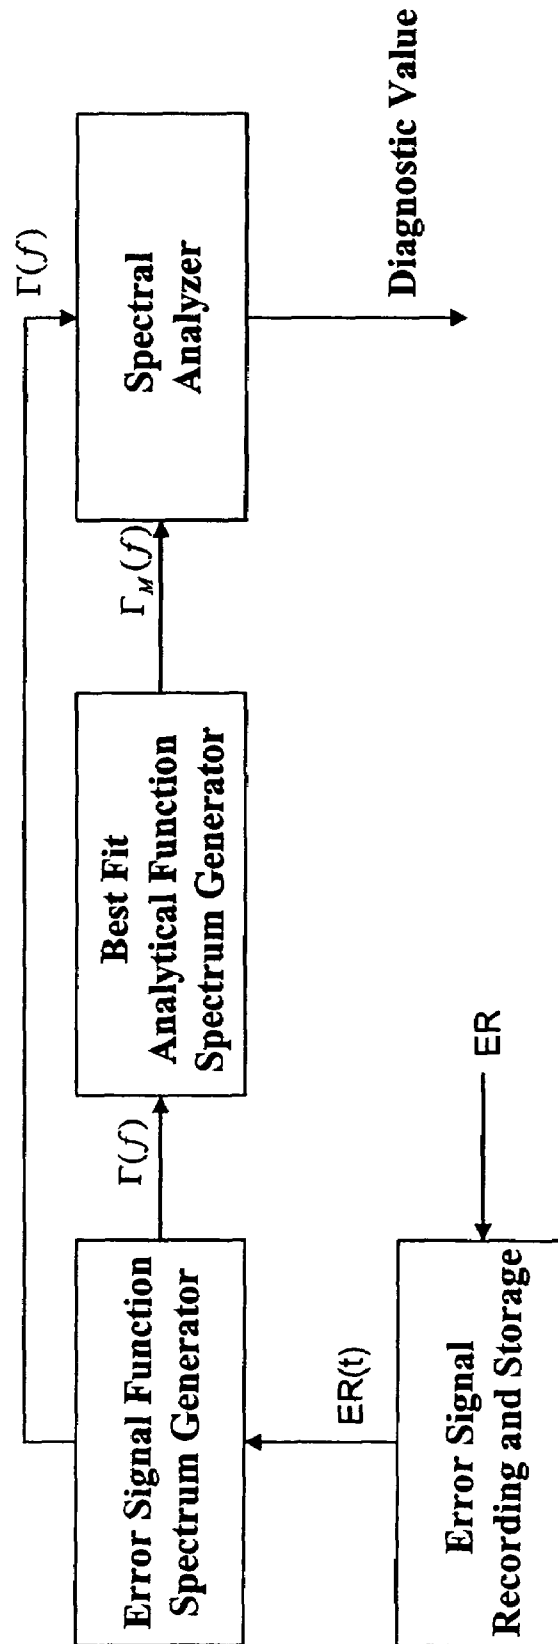 Error Signal
Recording and Storage
ER
ER(t)
Error Signal Function
Spectrum Generator
Γ(f)
Best Fit
Analytical Function
Spectrum Generator
Γ_M(f)
Spectral
Analyzer
Γ(f)
Diagnostic Value